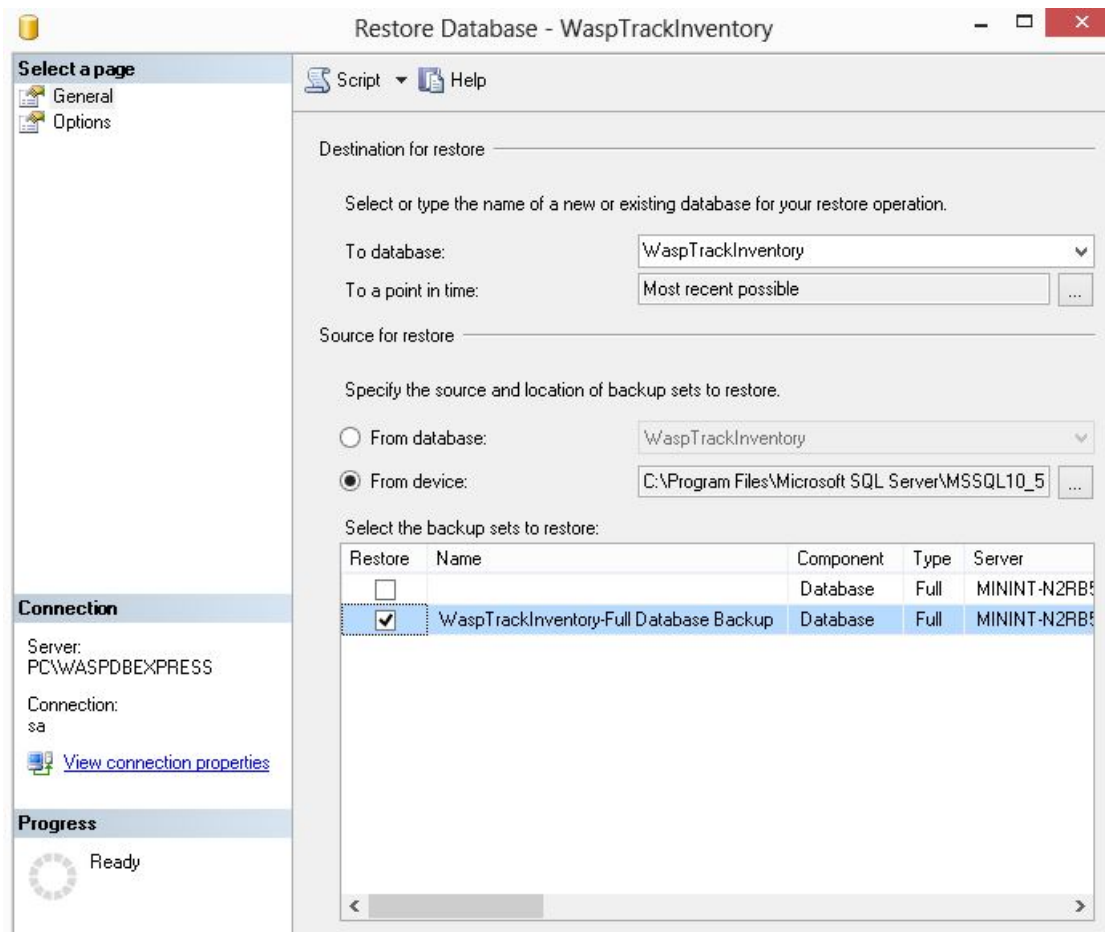 Restore Database - WaspTrackInventory
Select a page
General
Options
Script
Help
Destination for restore
Select or type the name of a new or existing database for your restore operation.
To database:
WaspTrackInventory
To a point in time:
Most recent possible
...
Source for restore
Specify the source and location of backup sets to restore.
From database:
WaspTrackInventory
From device:
C:\Program Files\Microsoft SQL Server\MSSQL10_5
...
Select the backup sets to restore:
Restore Name Component Type Server
Database Full MININT-N2RB5
WaspTrackInventory-Full Database Backup Database Full MININT-N2RB5
Connection
Server:
PC\WASPDBEXPRESS
Connection:
sa
View connection properties
Progress
Ready